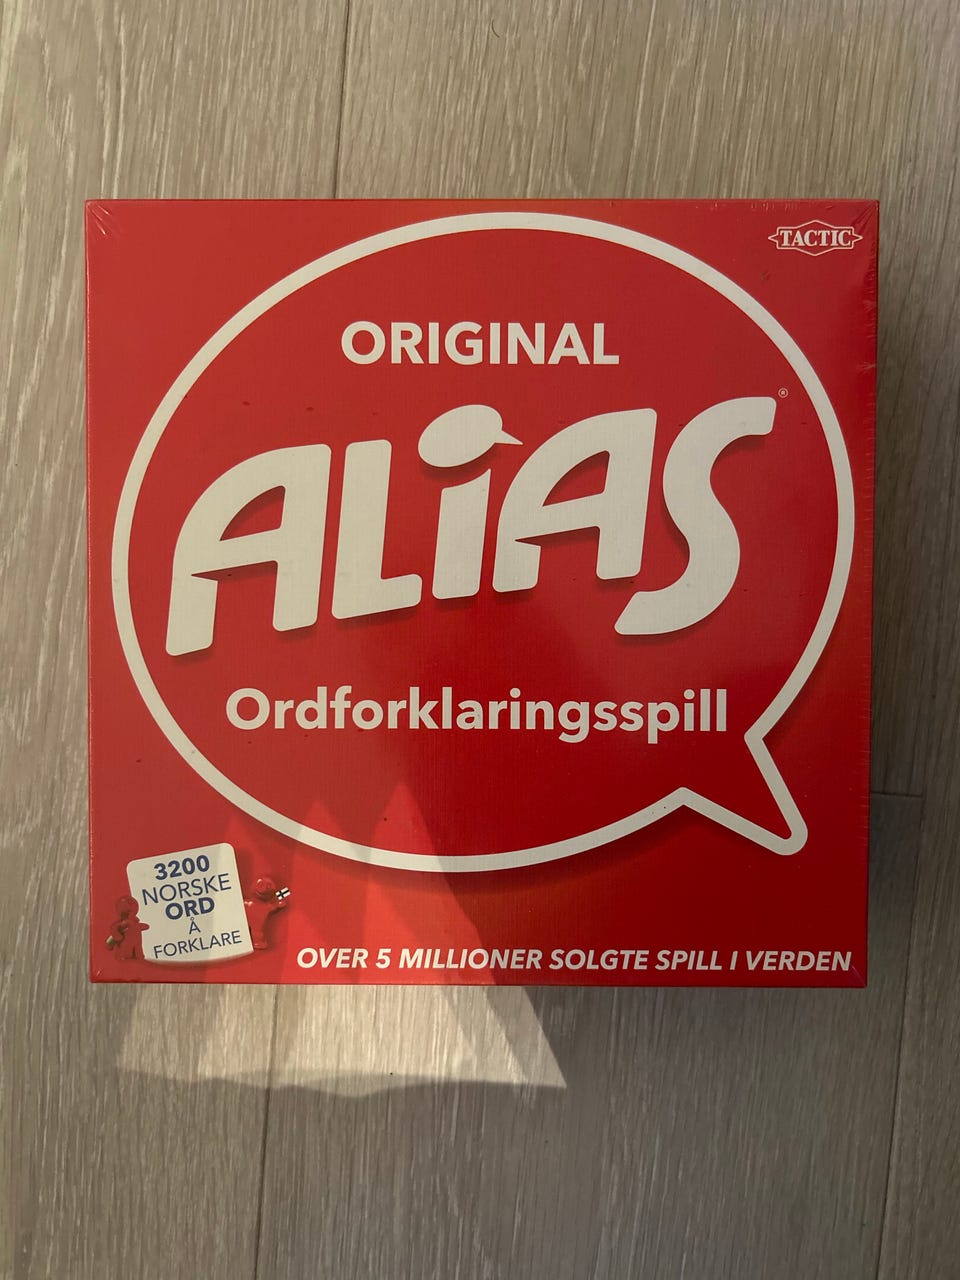 TACTIC
ORIGINAL
ALiAS®
Ordforklaringsspill
3200
NORSKE
ORD
Å
FORKLARE
OVER 5 MILLIONER SOLGTE SPILL I VERDEN